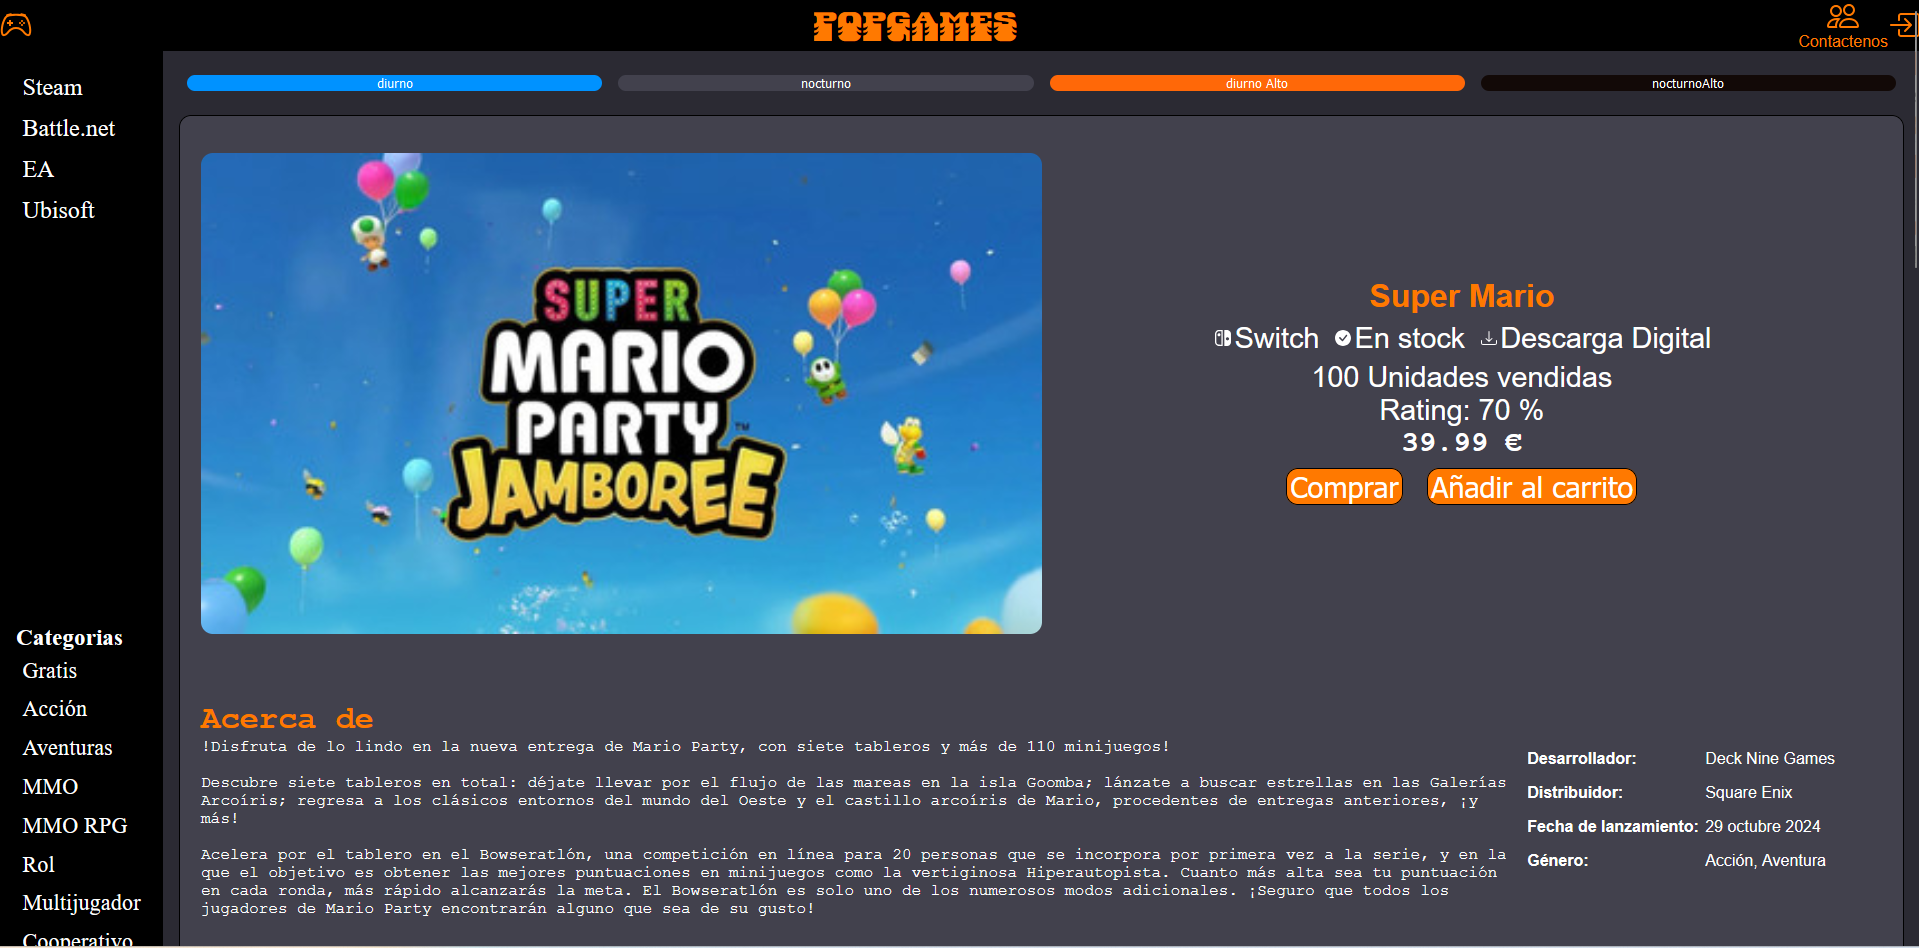 POPGAMES
Contactenos
Steam
Battle.net
EA
Ubisoft
Categorias
Gratis
Acción
Aventuras
MMO
MMO RPG
Rol
Multijugador
Cooperativo
diurno
nocturno
diurno Alto
nocturnoAlto
SUPER
MARIO
PARTY™
JAMBOREE
Super Mario
Switch En stock Descarga Digital
100 Unidades vendidas
Rating: 70 %
39.99 €
Comprar Añadir al carrito
Acerca de
!Disfruta de lo lindo en la nueva entrega de Mario Party, con siete tableros y más de 110 minijuegos!
Descubre siete tableros en total: déjate llevar por el flujo de las mareas en la isla Goomba; lánzate a buscar estrellas en las Galerías
Arcoíris; regresa a los clásicos entornos del mundo del Oeste y el castillo arcoíris de Mario, procedentes de entregas anteriores, ¡y
más!
Acelera por el tablero en el Bowseratlón, una competición en línea para 20 personas que se incorpora por primera vez a la serie, y en la
que el objetivo es obtener las mejores puntuaciones en minijuegos como la vertiginosa Hiperautopista. Cuanto más alta sea tu puntuación
en cada ronda, más rápido alcanzarás la meta. El Bowseratlón es solo uno de los numerosos modos adicionales. ¡Seguro que todos los
jugadores de Mario Party encontrarán alguno que sea de su gusto!
Desarrollador: Deck Nine Games
Distribuidor: Square Enix
Fecha de lanzamiento: 29 octubre 2024
Género: Acción, Aventura